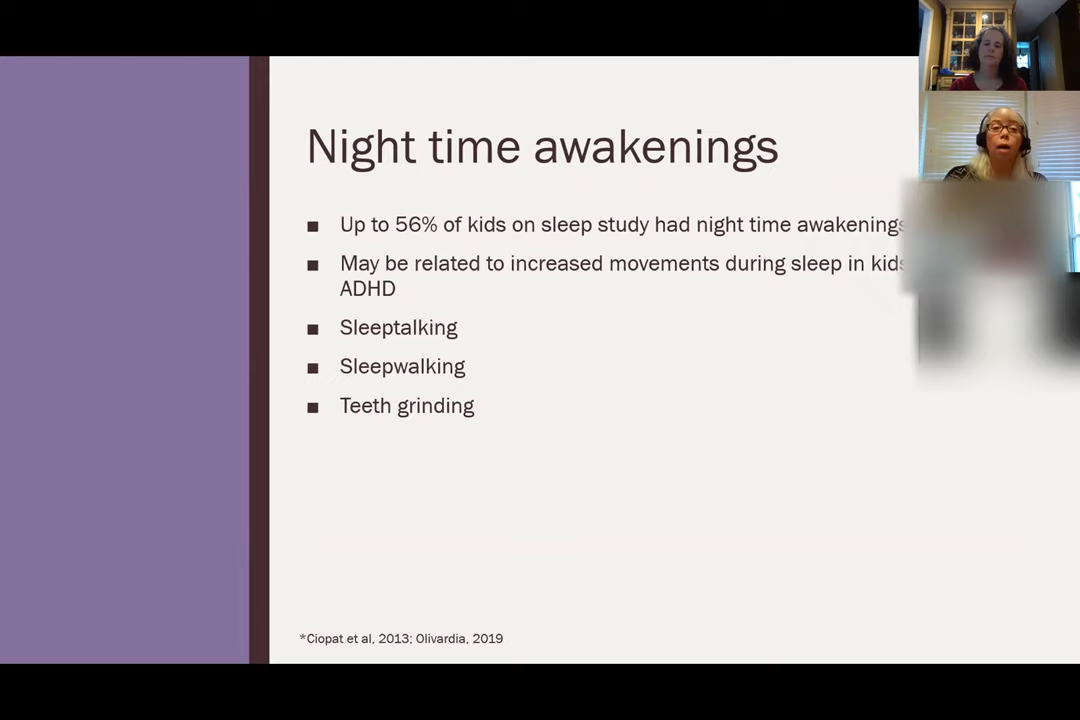 Night time awakenings
■ Up to 56% of kids on sleep study had night time awakenings
■ May be related to increased movements during sleep in kids
ADHD
■ Sleeptalking
■ Sleepwalking
■ Teeth grinding
*Ciopat et al, 2013; Olivardia, 2019